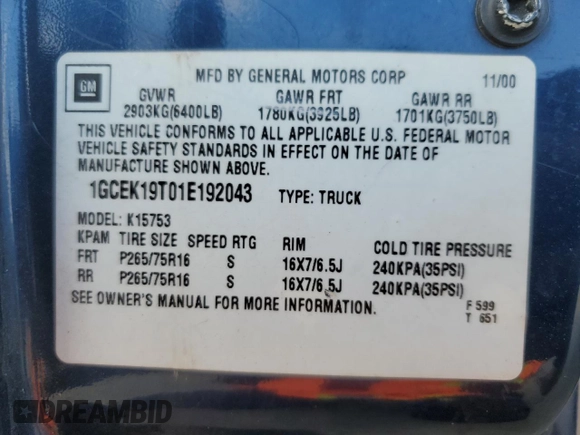 GM
MFD BY GENERAL MOTORS CORP 11/00
GVWR GAWR FRT GAWR RR
2903KG(6400LB) 1780KG(3925LB) 1701KG(3750LB)
THIS VEHICLE CONFORMS TO ALL APPLICABLE U.S. FEDERAL MOTOR
VEHICLE SAFETY STANDARDS IN EFFECT ON THE DATE OF
MANUFACTURE SHOWN ABOVE.
1GCEK19T01E192043 TYPE: TRUCK
MODEL: K15753
KPAM TIRE SIZE SPEED RTG RIM COLD TIRE PRESSURE
FRT P265/75R16 S 16X7/6.5J 240KPA(35PSI)
RR P265/75R16 S 16X7/6.5J 240KPA(35PSI)
SEE OWNER'S MANUAL FOR MORE INFORMATION.
F 599
T 651
DREAMBID